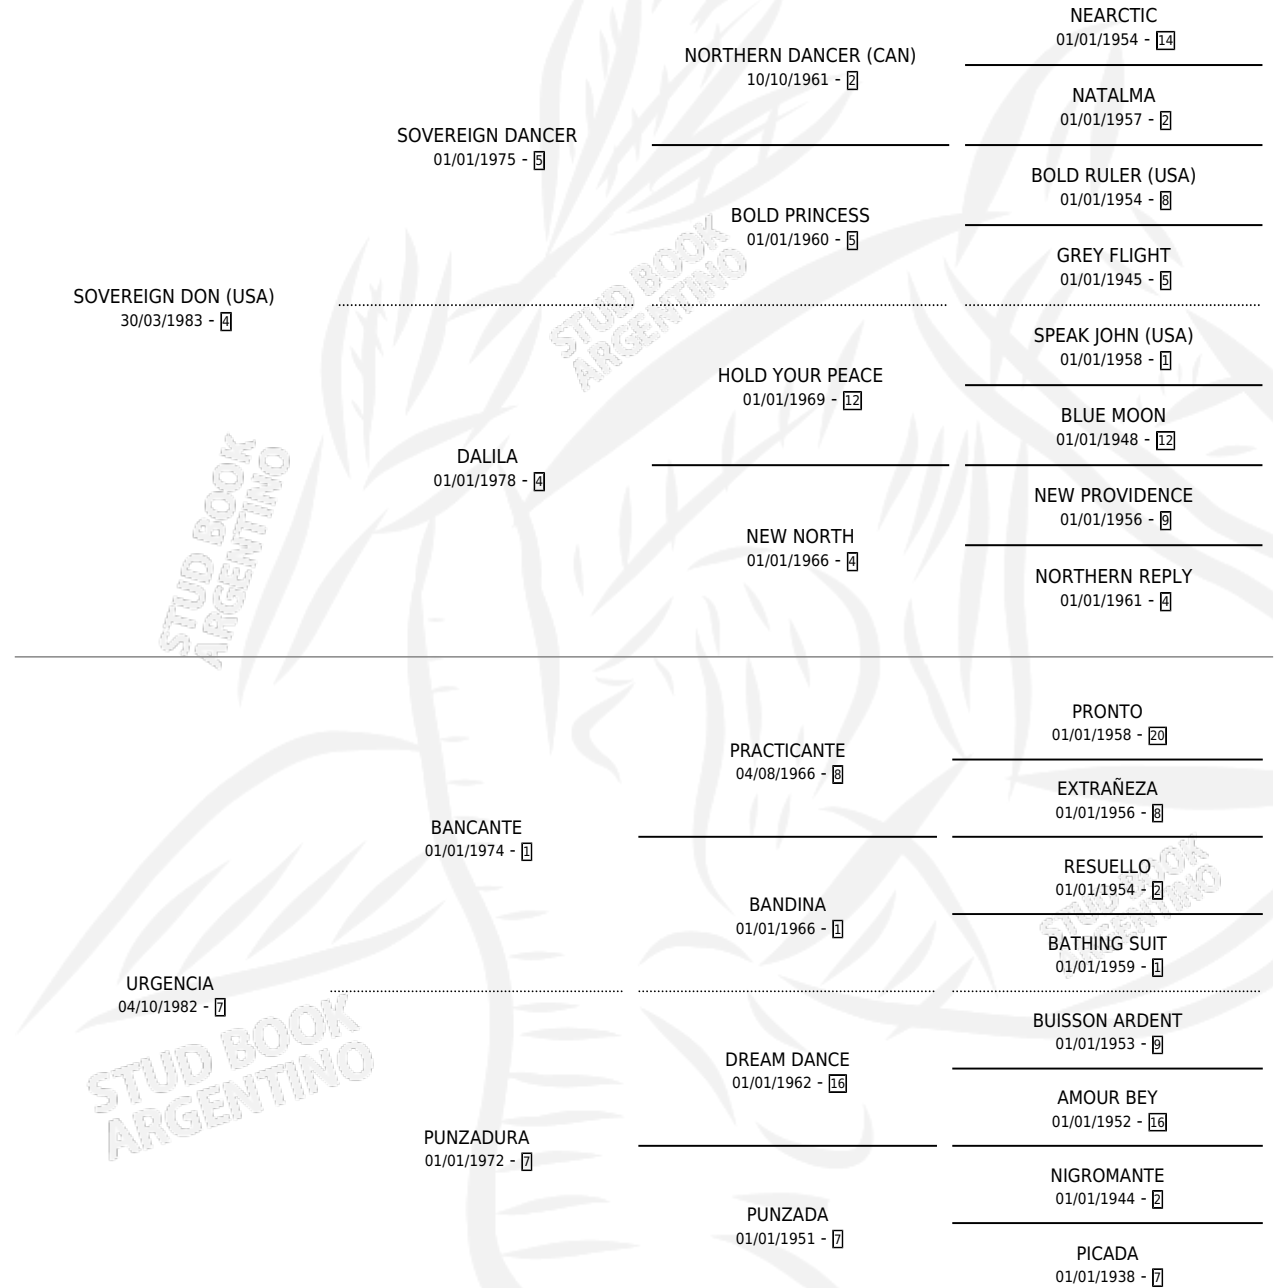 NEARCTIC
01/01/1954 - 14
NORTHERN DANCER (CAN)
10/10/1961 - 2
NATALMA
01/01/1957 - 2
SOVEREIGN DANCER
01/01/1975 - 5
BOLD RULER (USA)
01/01/1954 - 8
BOLD PRINCESS
01/01/1960 - 5
GREY FLIGHT
01/01/1945 - 5
SOVEREIGN DON (USA)
30/03/1983 - 4
STUD BOOK
ARGENTINO
SPEAK JOHN (USA)
01/01/1958 - 1
HOLD YOUR PEACE
01/01/1969 - 12
BLUE MOON
01/01/1948 - 12
DALILA
01/01/1978 - 4
NEW PROVIDENCE
01/01/1956 - 9
NEW NORTH
01/01/1966 - 4
NORTHERN REPLY
01/01/1961 - 4
STUD BOOK
ARGENTINO
PRONTO
01/01/1958 - 20
PRACTICANTE
04/08/1966 - 8
EXTRAÑEZA
01/01/1956 - 8
BANCANTE
01/01/1974 - 1
RESUELLO
01/01/1954 - 2
BANDINA
01/01/1966 - 1
BATHING SUIT
01/01/1959 - 1
STUD BOOK
ARGENTINO
URGENCIA
04/10/1982 - 7
BUISSON ARDENT
01/01/1953 - 9
DREAM DANCE
01/01/1962 - 16
AMOUR BEY
01/01/1952 - 16
STUD BOOK
ARGENTINO
PUNZADURA
01/01/1972 - 7
NIGROMANTE
01/01/1944 - 2
PUNZADA
01/01/1951 - 7
PICADA
01/01/1938 - 7